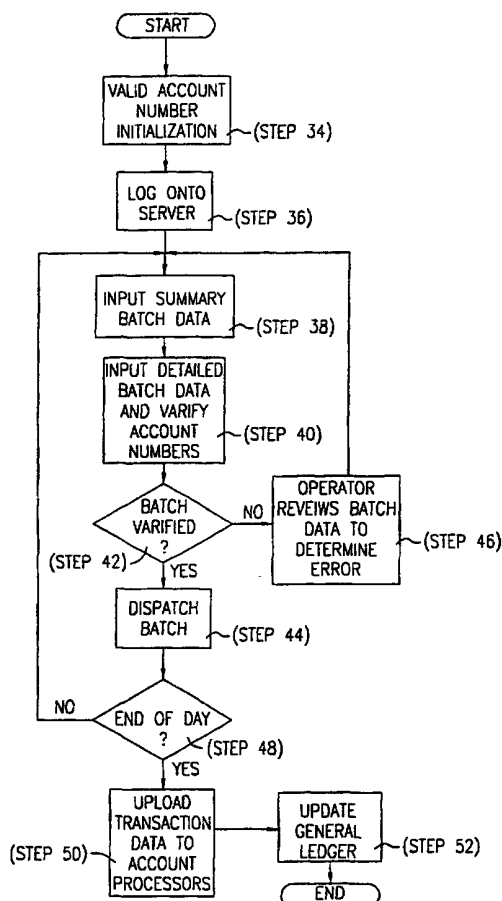 START
VALID ACCOUNT
NUMBER
INITIALIZATION
(STEP 34)
LOG ONTO
SERVER
(STEP 36)
INPUT SUMMARY
BATCH DATA
(STEP 38)
INPUT DETAILED
BATCH DATA
AND VARIFY
ACCOUNT
NUMBERS
(STEP 40)
BATCH
VARIFIED
?
(STEP 42)
NO
YES
OPERATOR
REVEIWS BATCH
DATA TO
DETERMINE
ERROR
(STEP 46)
DISPATCH
BATCH
(STEP 44)
END OF DAY
?
(STEP 48)
NO
YES
UPLOAD
TRANSACTION
DATA TO
ACCOUNT
PROCESSORS
(STEP 50)
UPDATE
GENERAL
LEDGER
(STEP 52)
END